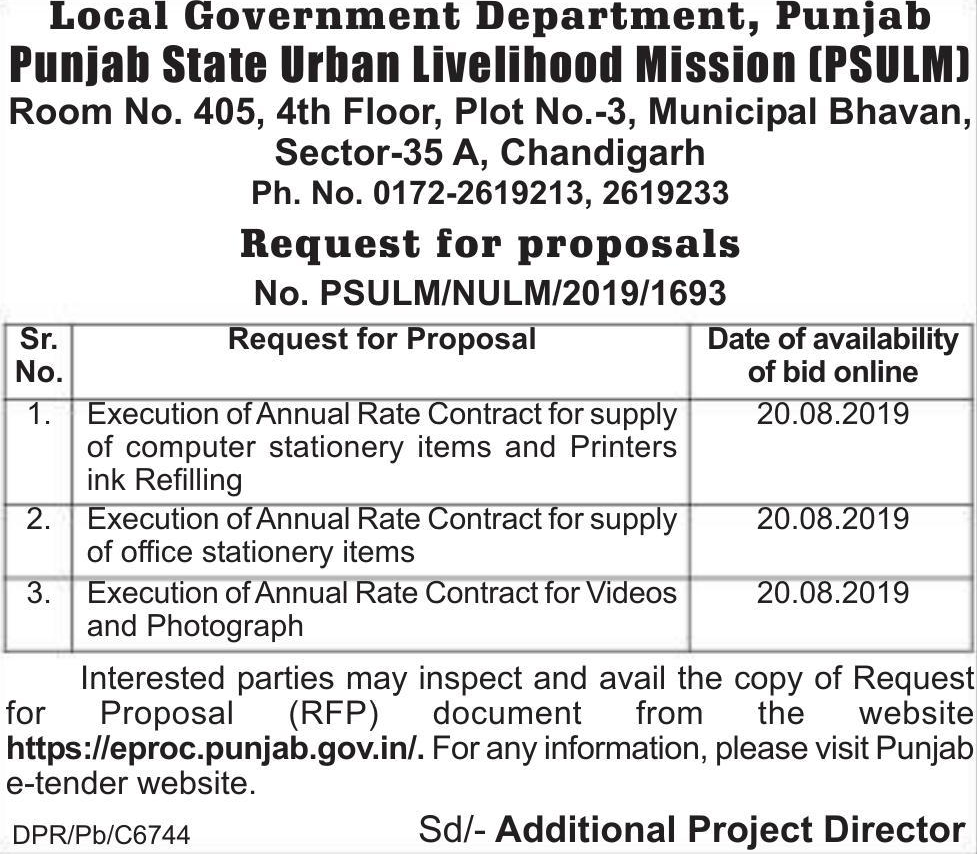 Local Government Department, Punjab
Punjab State Urban Livelihood Mission (PSULM)
Room No. 405, 4th Floor, Plot No.-3, Municipal Bhavan,
Sector-35 A, Chandigarh
Ph. No. 0172-2619213, 2619233
Request for proposals
No. PSULM/NULM/2019/1693
Sr. No. Request for Proposal Date of availability of bid online
1. Execution of Annual Rate Contract for supply 20.08.2019
of computer stationery items and Printers
ink Refilling
2. Execution of Annual Rate Contract for supply 20.08.2019
of office stationery items
3. Execution of Annual Rate Contract for Videos 20.08.2019
and Photograph
Interested parties may inspect and avail the copy of Request
for Proposal (RFP) document from the website
https://eproc.punjab.gov.in/. For any information, please visit Punjab
e-tender website.
DPR/Pb/C6744 Sd/- Additional Project Director